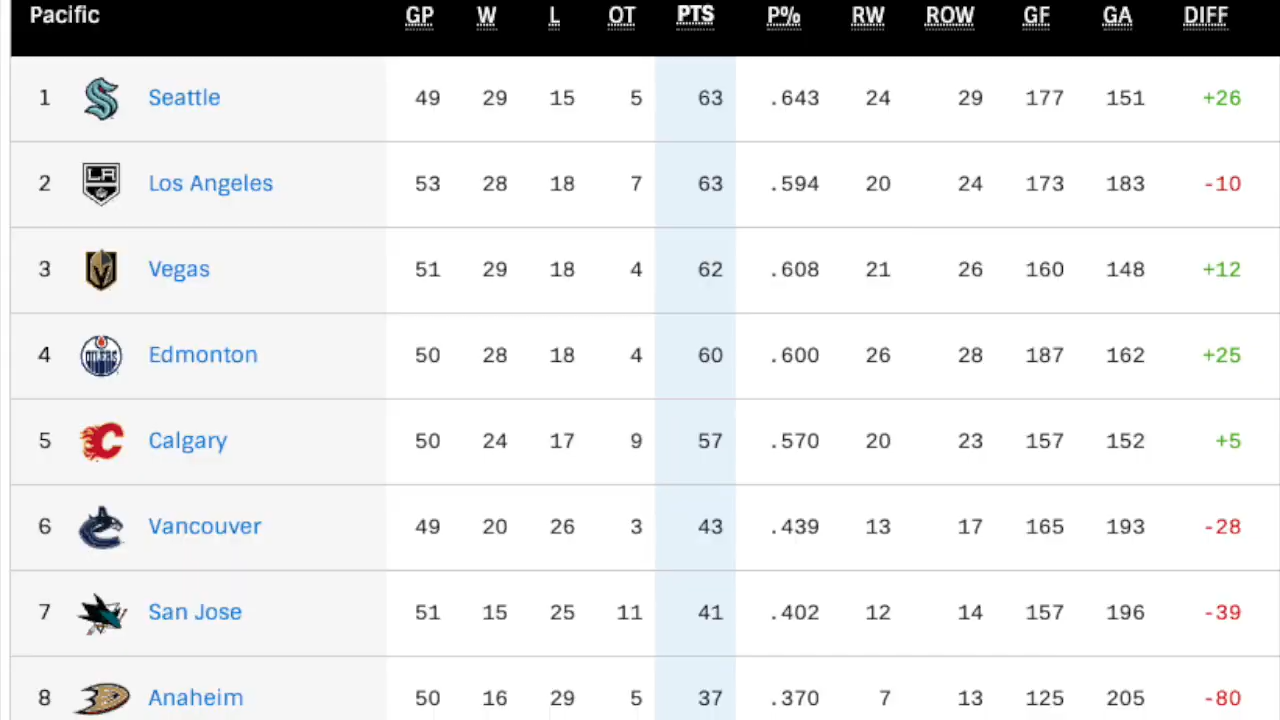 Pacific GP W L OT PTS P% RW ROW GF GA DIFF
1 Seattle 49 29 15 5 63 .643 24 29 177 151 +26
2 LA Los Angeles 53 28 18 7 63 .594 20 24 173 183 -10
3 Vegas 51 29 18 4 62 .608 21 26 160 148 +12
4 OILERS Edmonton 50 28 18 4 60 .600 26 28 187 162 +25
5 Calgary 50 24 17 9 57 .570 20 23 157 152 +5
6 Vancouver 49 20 26 3 43 .439 13 17 165 193 -28
7 San Jose 51 15 25 11 41 .402 12 14 157 196 -39
8 Anaheim 50 16 29 5 37 .370 7 13 125 205 -80